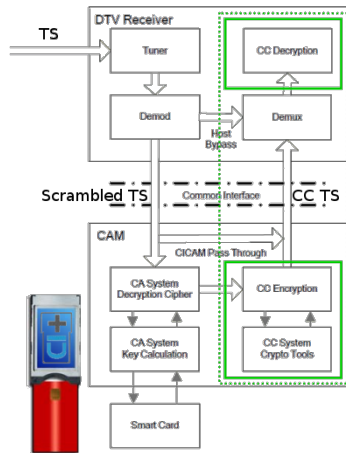 DTV Receiver
TS
Tuner
CC Decryption
Demod
Demux
Host
Bypass
Scrambled TS
Common Interface
CC TS
CAM
CICAM Pass Through
CA System
Decryption Cipher
CC Encryption
CA System
Key Calculation
CC System
Crypto Tools
Smart Card